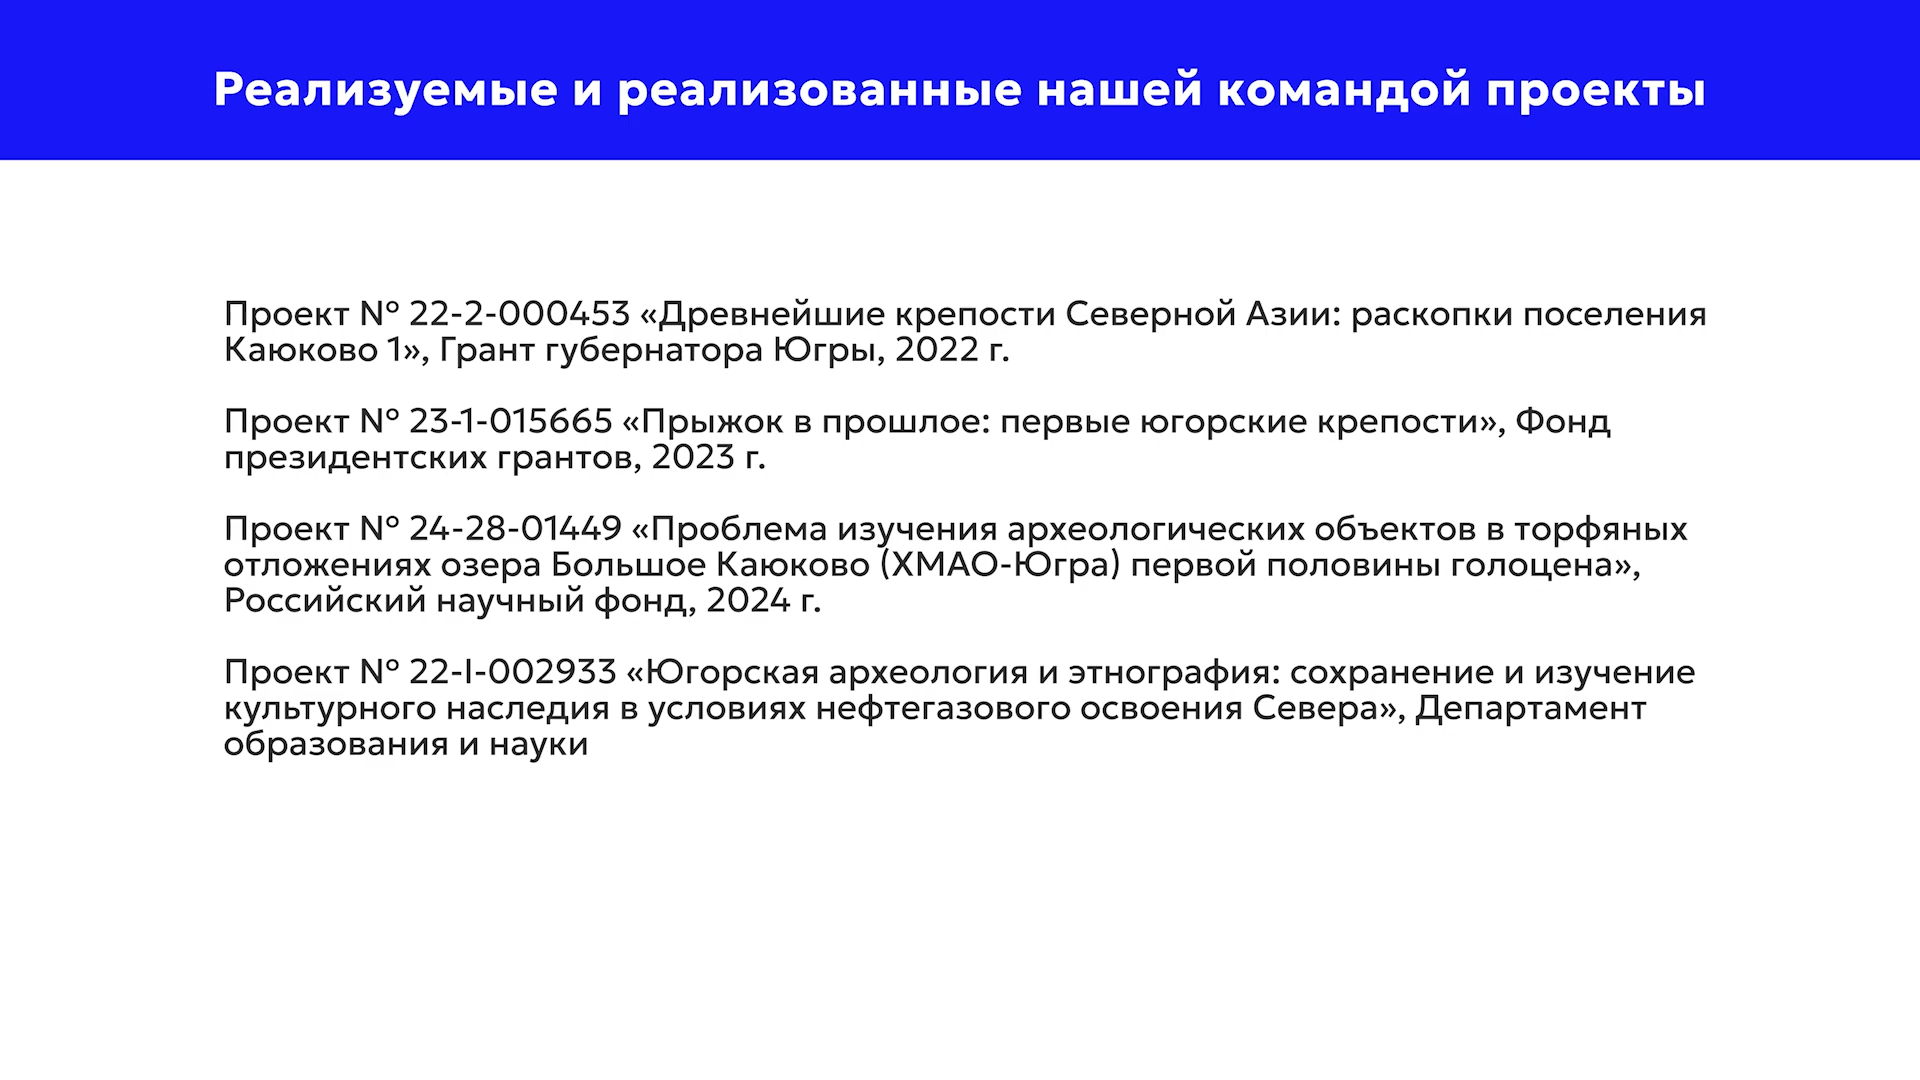 Реализуемые и реализованные нашей командой проекты
Проект № 22-2-000453 «Древнейшие крепости Северной Азии: раскопки поселения
Каюково 1», Грант губернатора Югры, 2022 г.
Проект № 23-1-015665 «Прыжок в прошлое: первые югорские крепости», Фонд
президентских грантов, 2023 г.
Проект № 24-28-01449 «Проблема изучения археологических объектов в торфяных
отложениях озера Большое Каюково (ХМАО-Югра) первой половины голоцена»,
Российский научный фонд, 2024 г.
Проект № 22-I-002933 «Югорская археология и этнография: сохранение и изучение
культурного наследия в условиях нефтегазового освоения Севера», Департамент
образования и науки